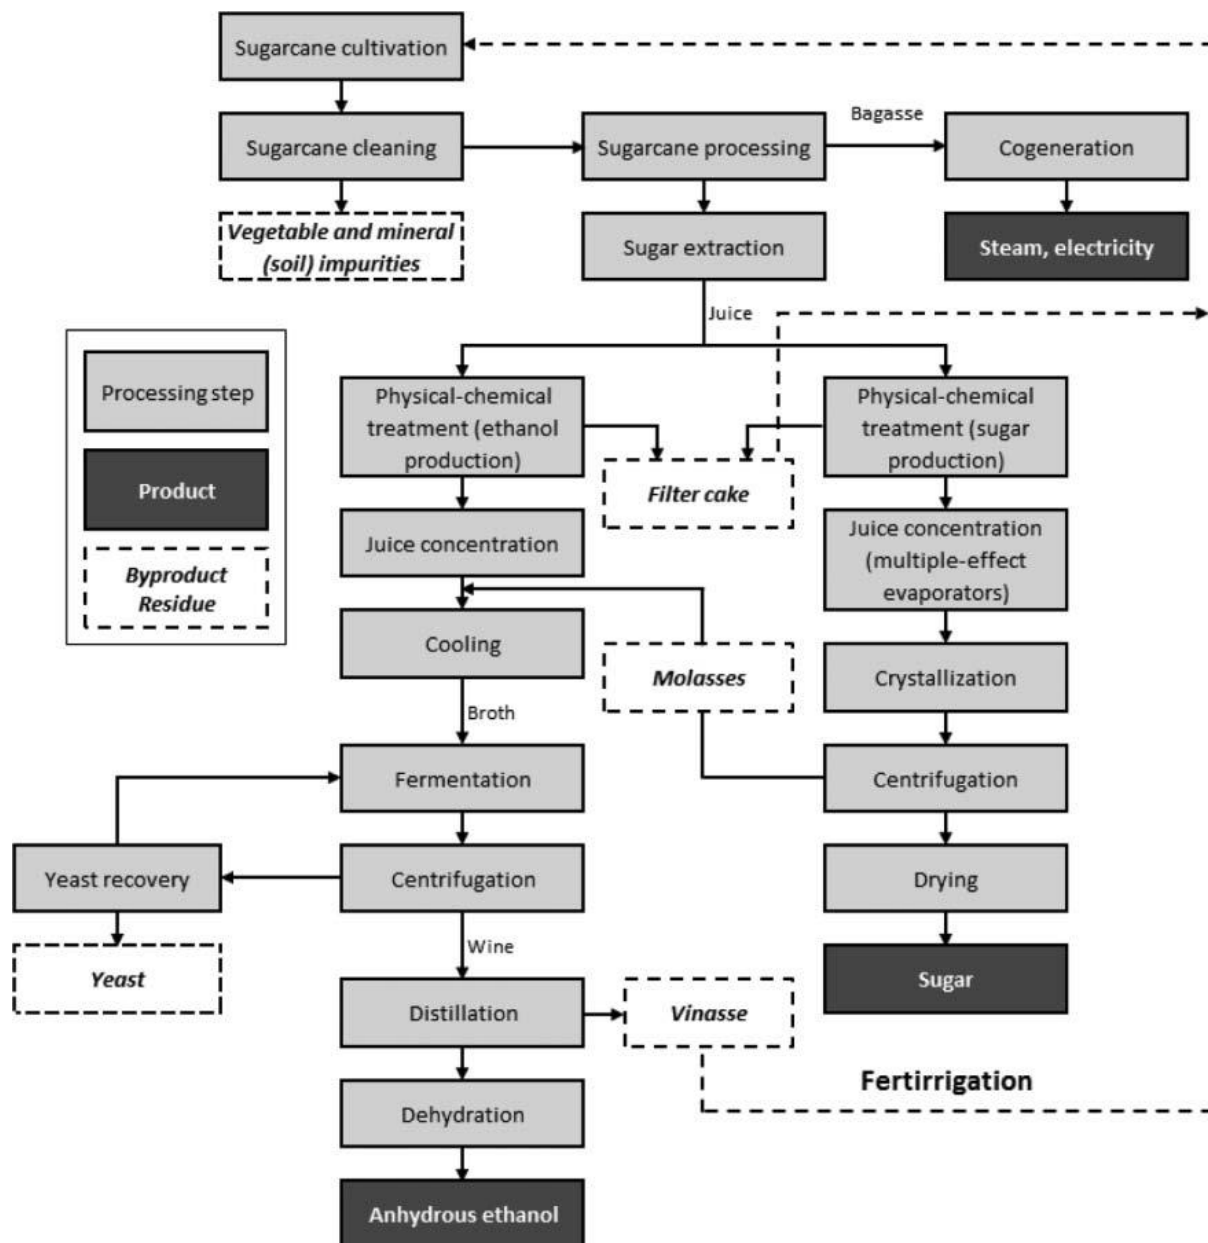 Sugarcane cultivation
Bagasse
Sugarcane cleaning
Sugarcane processing
Cogeneration
Vegetable and mineral
(soil) impurities
Sugar extraction
Steam, electricity
Juice
Processing step
Product
Byproduct
Residue
Physical-chemical
treatment (ethanol
production)
Physical-chemical
treatment (sugar
production)
Filter cake
Juice concentration
Juice concentration
(multiple-effect
evaporators)
Cooling
Molasses
Crystallization
Broth
Fermentation
Centrifugation
Yeast recovery
Centrifugation
Drying
Wine
Yeast
Sugar
Distillation
Vinasse
Fertirrigation
Dehydration
Anhydrous ethanol